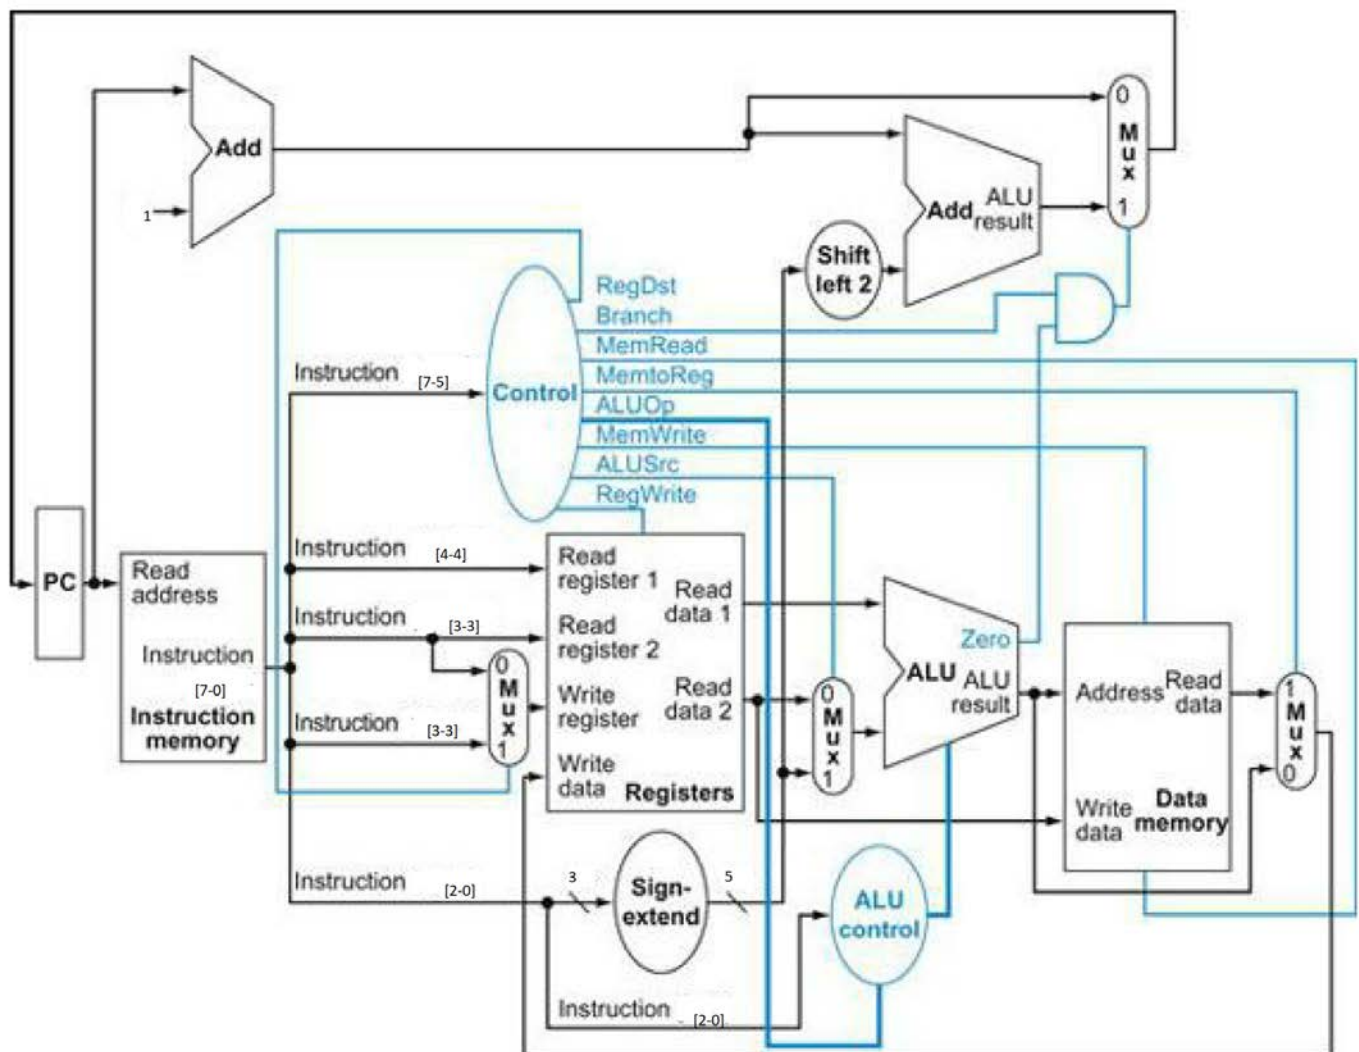 0
M
u
x
1
Add
1
Add
ALU
result
Shift
left 2
RegDst
Branch
MemRead
MemtoReg
ALUOp
MemWrite
ALUSrc
RegWrite
Control
Instruction [7-5]
PC
Read
address
Instruction
[7-0]
Instruction
memory
Instruction [4-4]
Instruction [3-3]
Instruction [3-3]
0
M
u
x
1
Read
register 1
Read
register 2
Write
register
Write
data
Read
data 1
Read
data 2
Registers
0
M
u
x
1
Zero
ALU
ALU
result
Address
Read
data
Write
data
Data
memory
1
M
u
x
0
Instruction [2-0]
3
Sign-
extend
5
ALU
control
Instruction [2-0]